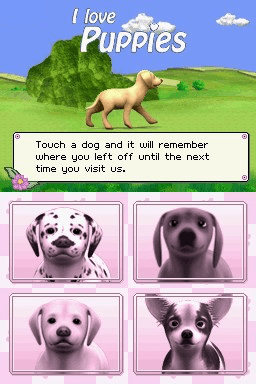 I love
Puppies
Touch a dog and it will remember
where you left off until the next
time you visit us.